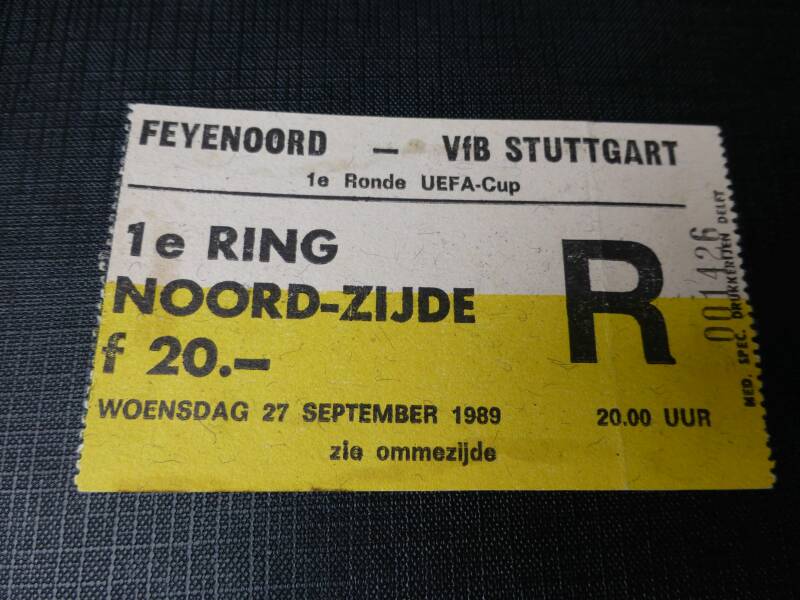 FEYENOORD — VfB STUTTGART
1e Ronde UEFA-Cup
1e RING
NOORD-ZIJDE
f 20.—
R
WOENSDAG 27 SEPTEMBER 1989 20.00 UUR
zie ommezijde
001426
NED. SPEC. DRUKKERIJEN DELFT